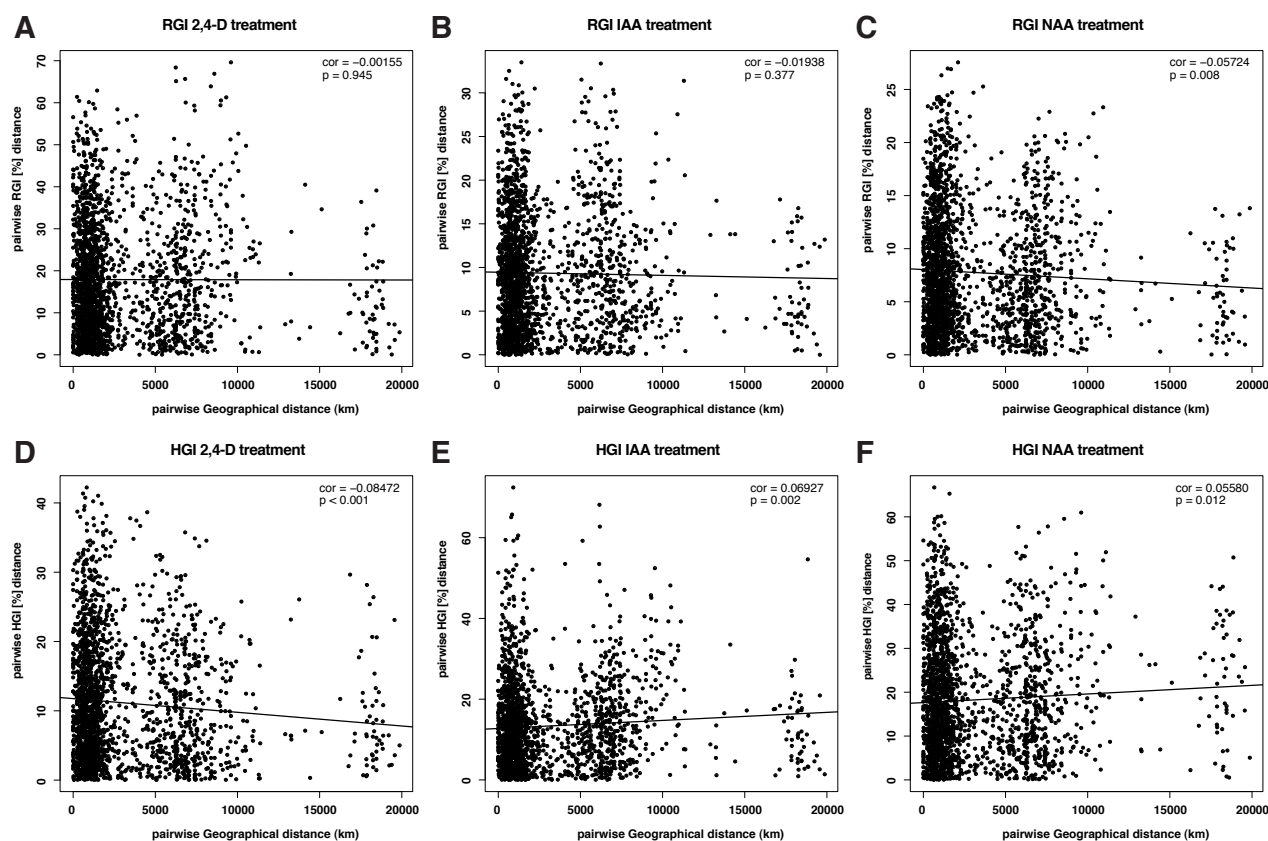 A
RGI 2,4-D treatment
cor = −0.00155
p = 0.945
pairwise RGI [%] distance
0
10
20
30
40
50
60
70
0 5000 10000 15000 20000
pairwise Geographical distance (km)
B
RGI IAA treatment
cor = −0.01938
p = 0.377
pairwise RGI [%] distance
0
5
10
15
20
25
30
0 5000 10000 15000 20000
pairwise Geographical distance (km)
C
RGI NAA treatment
cor = −0.05724
p = 0.008
pairwise RGI [%] distance
0
5
10
15
20
25
0 5000 10000 15000 20000
pairwise Geographical distance (km)
D
HGI 2,4-D treatment
cor = −0.08472
p < 0.001
pairwise HGI [%] distance
0
10
20
30
40
0 5000 10000 15000 20000
pairwise Geographical distance (km)
E
HGI IAA treatment
cor = 0.06927
p = 0.002
pairwise HGI [%] distance
0
20
40
60
0 5000 10000 15000 20000
pairwise Geographical distance (km)
F
HGI NAA treatment
cor = 0.05580
p = 0.012
pairwise HGI [%] distance
0
10
20
30
40
50
60
0 5000 10000 15000 20000
pairwise Geographical distance (km)